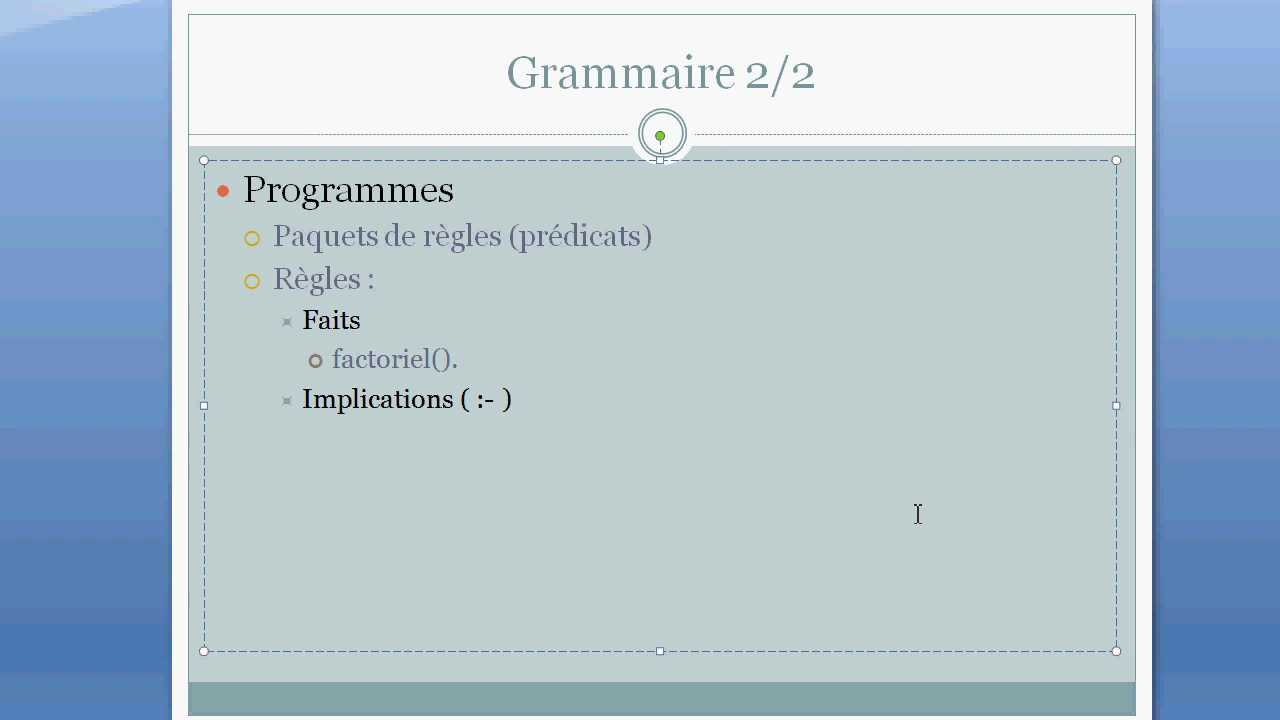 Grammaire 2/2
Programmes
Paquets de règles (prédicats)
Règles :
Faits
factoriel().
Implications ( :- )